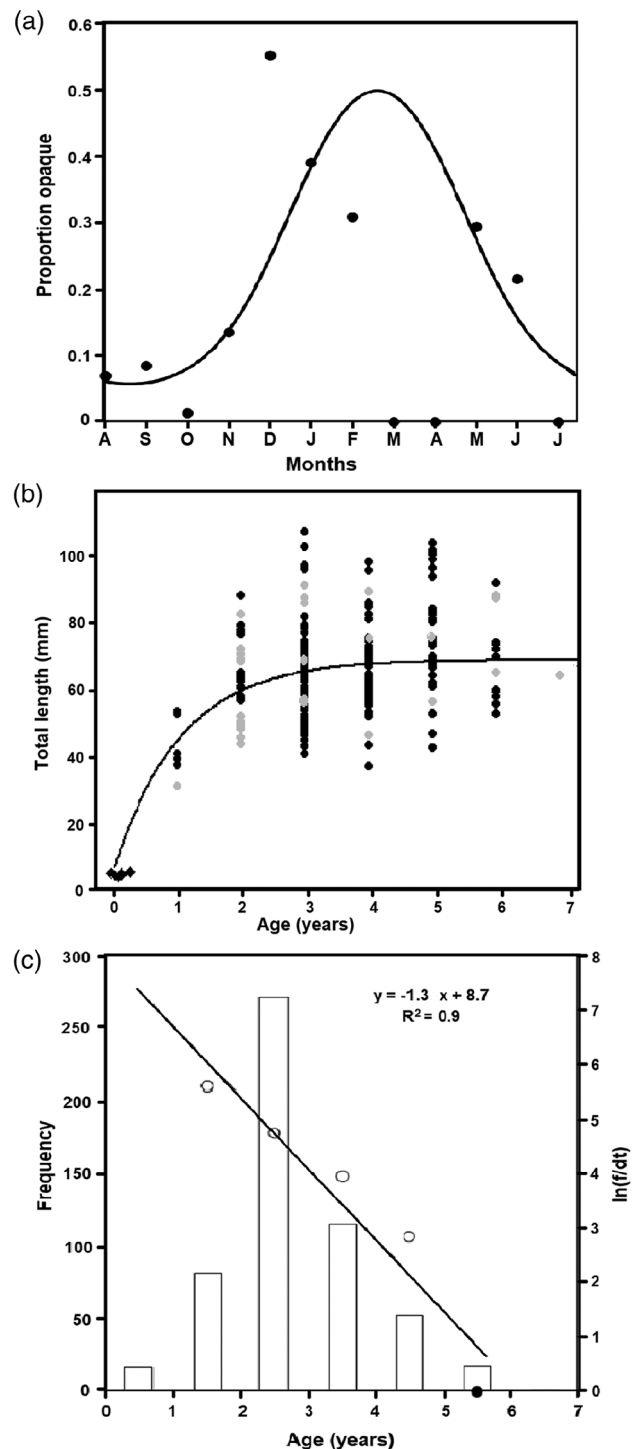 (a)
0.6
0.5
0.4
0.3
0.2
0.1
0
Proportion opaque
A S O N D J F M A M J J
Months
(b)
100
80
60
40
20
0
Total length (mm)
0 1 2 3 4 5 6 7
Age (years)
(c)
300
250
200
150
100
50
0
Frequency
y = -1.3 x + 8.7
R² = 0.9
8
7
6
5
4
3
2
1
0
ln(f/dt)
0 1 2 3 4 5 6 7
Age (years)